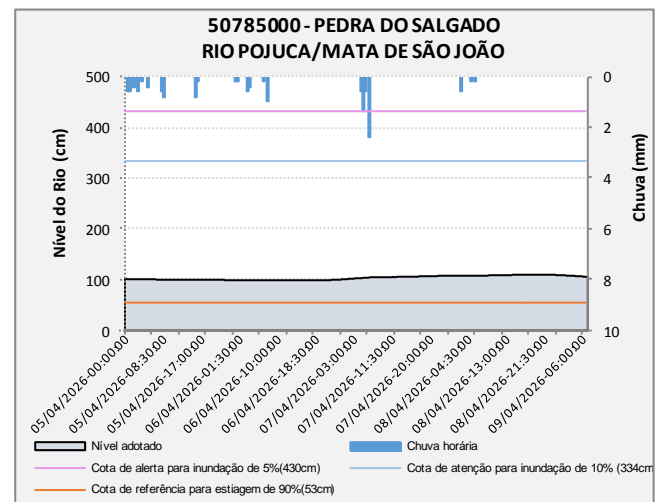 50785000 - PEDRA DO SALGADO
RIO POJUCA/MATA DE SÃO JOÃO
Nível do Rio (cm)
500
400
300
200
100
0
Chuva (mm)
0
2
4
6
8
10
05/04/2026-00:00:00
05/04/2026-08:30:00
05/04/2026-17:00:00
06/04/2026-01:30:00
06/04/2026-10:00:00
06/04/2026-18:30:00
07/04/2026-03:00:00
07/04/2026-11:30:00
07/04/2026-20:00:00
08/04/2026-04:30:00
08/04/2026-13:00:00
08/04/2026-21:30:00
09/04/2026-06:00:00
Nível adotado
Chuva horária
Cota de alerta para inundação de 5%(430cm)
Cota de atenção para inundação de 10% (334cm
Cota de referência para estiagem de 90%(53cm)